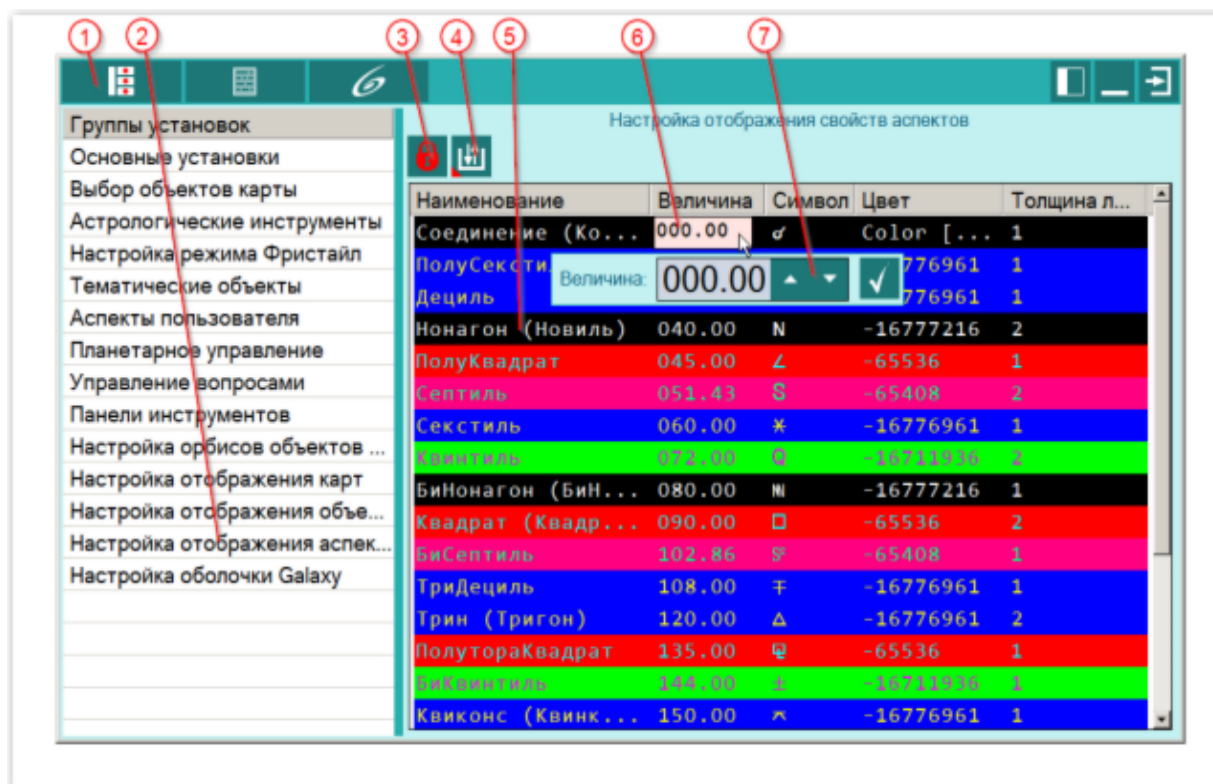 1 2 3 4 5 6 7
Группы установок
Основные установки
Выбор объектов карты
Астрологические инструменты
Настройка режима Фристайл
Тематические объекты
Аспекты пользователя
Планетарное управление
Управление вопросами
Панели инструментов
Настройка орбисов объектов ...
Настройка отображения карт
Настройка отображения объе...
Настройка отображения аспек...
Настройка оболочки Galaxy
Настройка отображения свойств аспектов
Наименование Величина Символ Цвет Толщина л...
Соединение (Ко... 000.00 ☌ Color [... 1
ПолуСексти 776961 1
Величина: 000.00
Дециль 776961 1
Нонагон (Новиль) 040.00 N -16777216 2
ПолуКвадрат 045.00 ∠ -65536 1
Септиль 051.43 S -65408 2
Секстиль 060.00 ⚹ -16776961 1
Квинтиль 072.00 Q -16711936 2
БиНонагон (БиН... 080.00 -16777216 1
Квадрат (Квадр... 090.00 □ -65536 2
БиСептиль 102.86 -65408 1
ТриДециль 108.00 -16776961 1
Трин (Тригон) 120.00 △ -16776961 2
ПолутораКвадрат 135.00 -65536 1
БиКвинтиль 144.00 ± -16711936 1
Квиконс (Квинк... 150.00 ⚻ -16776961 1